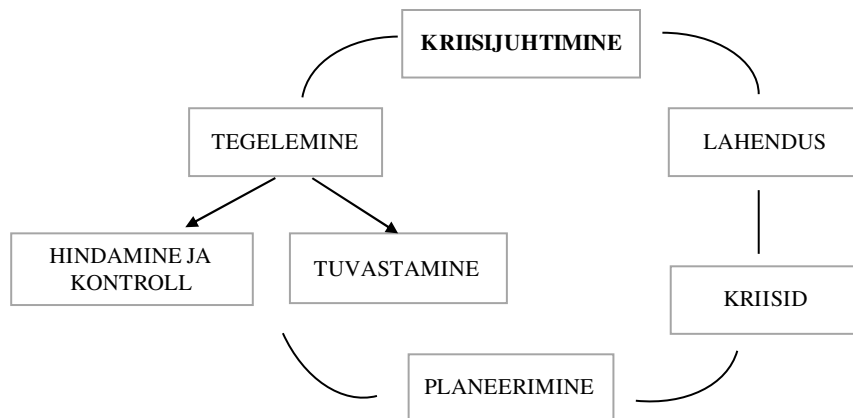 KRIISIJUHTIMINE
TEGELEMINE
LAHENDUS
HINDAMINE JA
KONTROLL
TUVASTAMINE
KRIISID
PLANEERIMINE